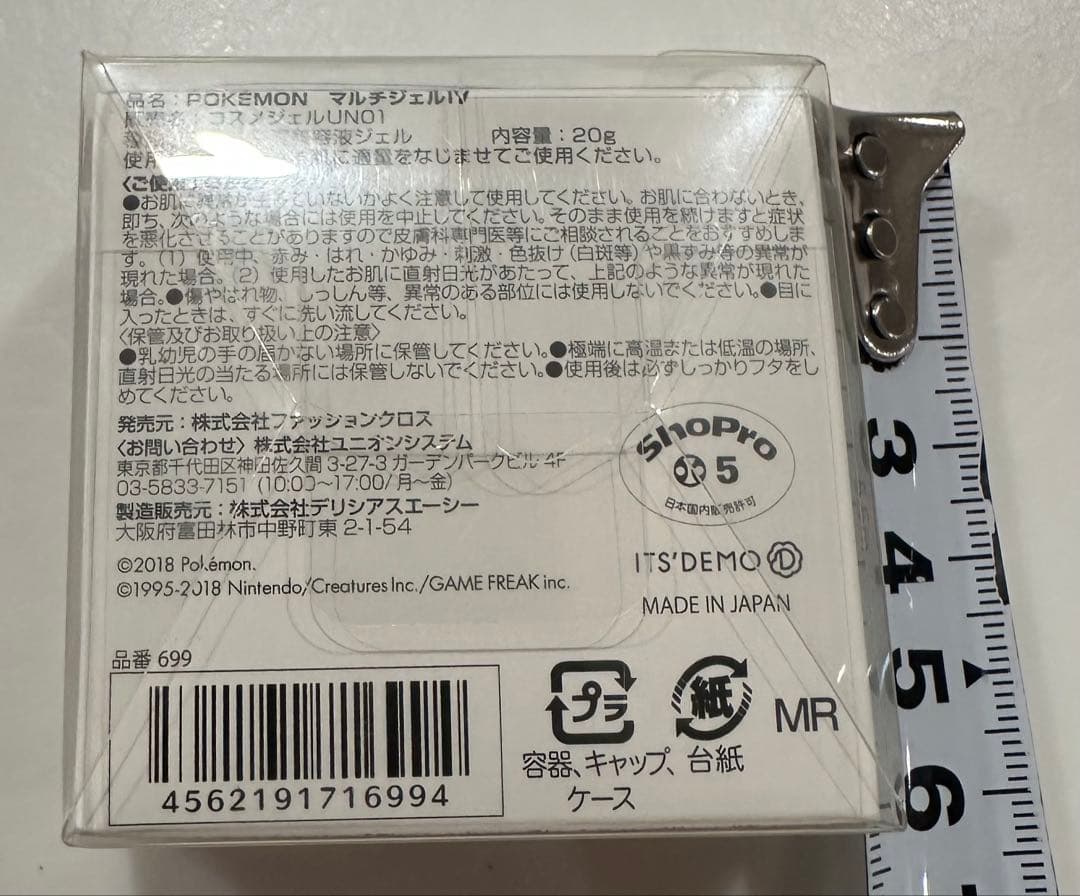 品名：POKÉMON マルチジェルIV
コスメジェルUN01
容液ジェル 内容量：20g
使用 に適量をなじませてご使用ください。
●お肌に異常が生じていないかよく注意して使用してください。お肌に合わないとき、
即ち、次のような場合には使用を中止してください。そのまま使用を続けますと症状
を悪化させることがありますので皮膚科専門医等にご相談されることをおすすめしま
す。（1）使用中、赤み・はれ・かゆみ・刺激・色抜け（白斑等）や黒ずみ等の異常が
現れた場合。（2）使用したお肌に直射日光があたって、上記のような異常が現れた
場合。●傷やはれ物、しっしん等、異常のある部位には使用しないでください。●目に
入ったときは、すぐに洗い流してください。
〈保管及びお取り扱い上の注意〉
●乳幼児の手の届かない場所に保管してください。●極端に高温または低温の場所、
直射日光の当たる場所には保管しないでください。●使用後は必ずしっかりフタをし
めてください。
発売元：株式会社ファッションクロス
〈お問い合わせ〉株式会社ユニオンシステム
東京都千代田区神田佐久間 3-27-3 ガーデンパークビル 4F
03-5833-7151（10:00〜17:00/月〜金）
製造販売元：株式会社デリシアスエーシー
大阪府富田林市中野町東 2-1-54
©2018 Pokémon.
©1995-2018 Nintendo/Creatures Inc./GAME FREAK inc.
ShoPro
5
日本国内販売許可
ITS'DEMO
MADE IN JAPAN
品番 699
4562191716994
プラ
紙
MR
容器、キャップ、
ケース
台紙
3
4
5
6